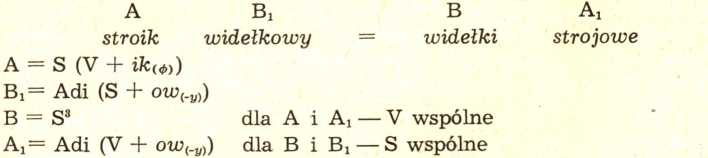 A B₁ B A₁
stroik widełkowy = widełki strojowe
A = S (V + ik₍ϕ₎)
B₁= Adi (S + ow₍₋y₎)
B = S³ dla A i A₁ — V wspólne
A₁= Adi (V + ow₍₋y₎) dla B i B₁ — S wspólne